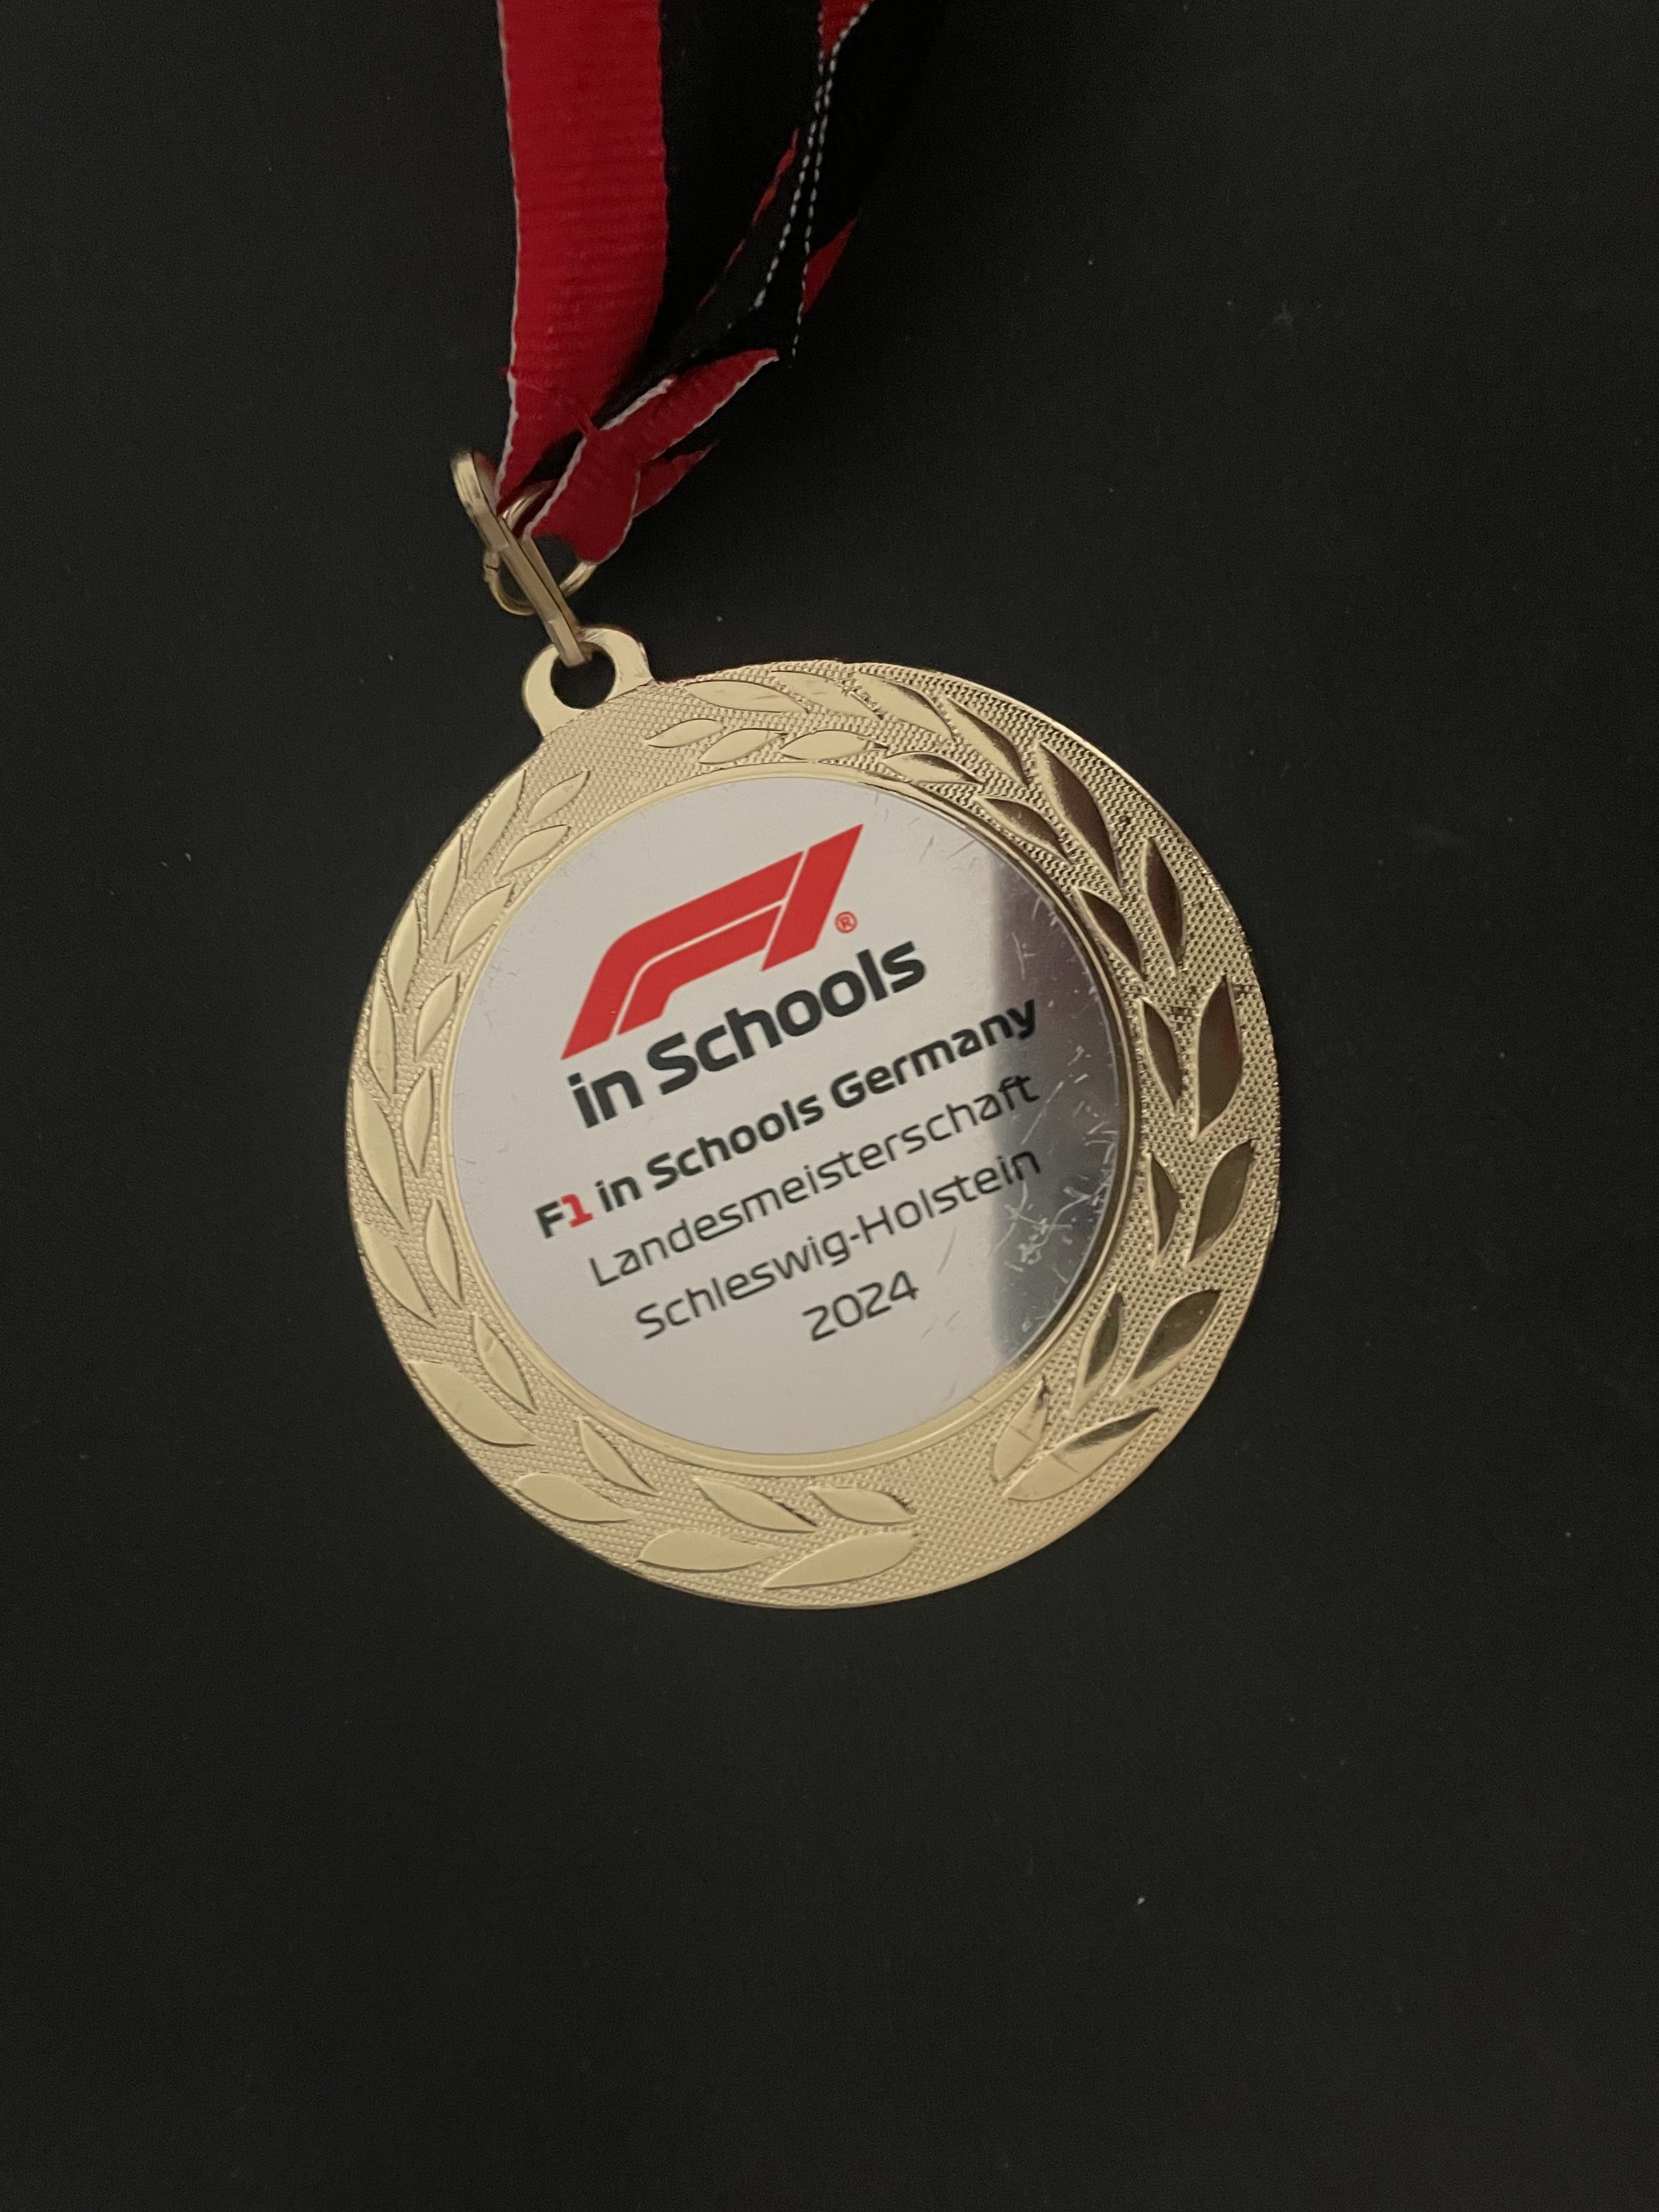 F1®
in Schools
F1 in Schools Germany
Landesmeisterschaft
Schleswig-Holstein
2024